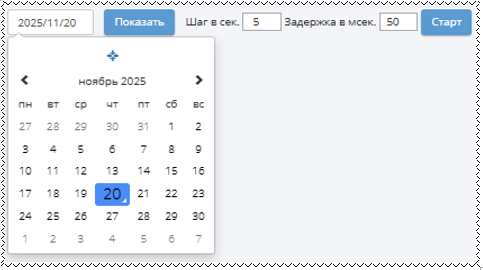 2025/11/20 Показать Шаг в сек. 5 Задержка в мсек. 50 Старт
ноябрь 2025
пн вт ср чт пт сб вс
27 28 29 30 31 1 2
3 4 5 6 7 8 9
10 11 12 13 14 15 16
17 18 19 20 21 22 23
24 25 26 27 28 29 30
1 2 3 4 5 6 7